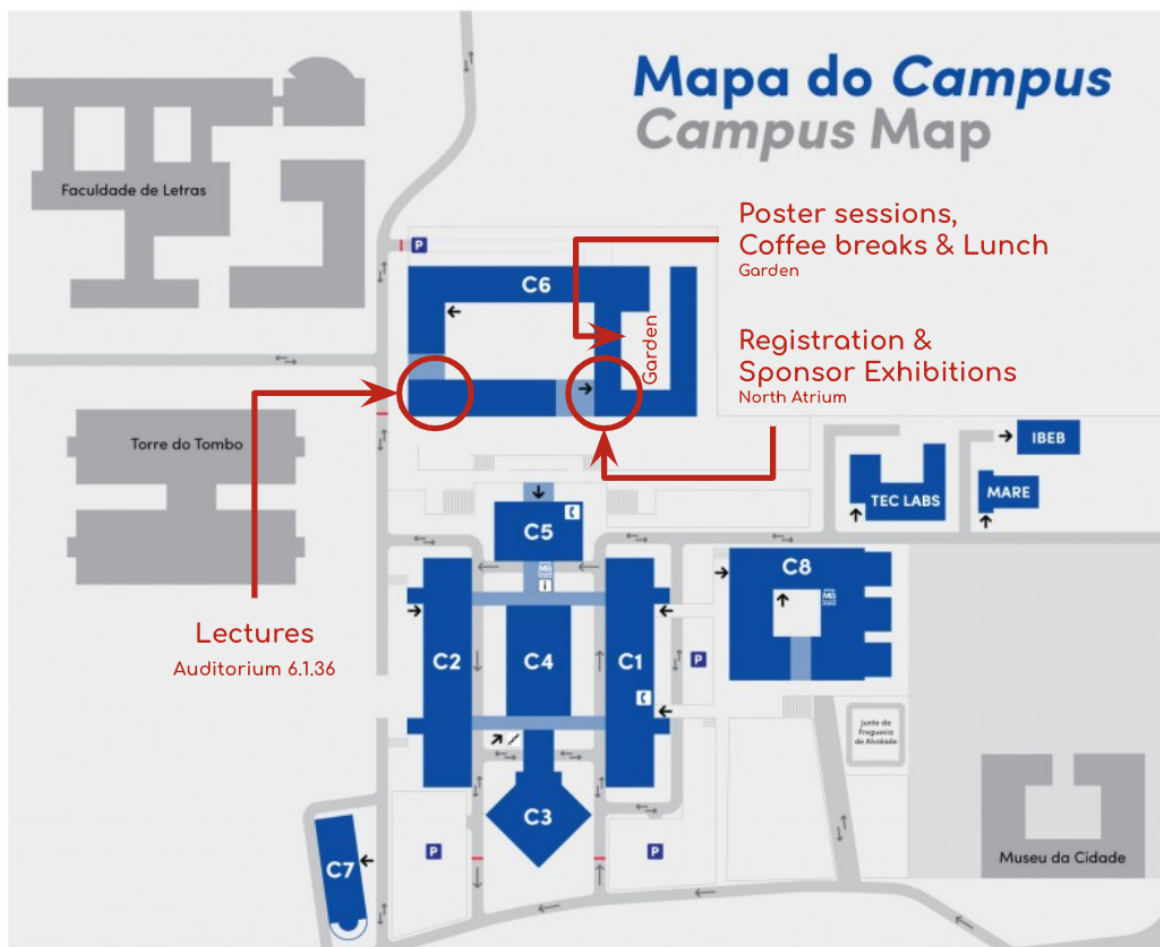 Mapa do Campus
Campus Map
Faculdade de Letras
Poster sessions,
Coffee breaks & Lunch
Garden
P
C6
Garden
Registration &
Sponsor Exhibitions
North Atrium
Torre do Tombo
IBEB
TEC LABS
MARE
C5
i
C8
MB
Lectures
Auditorium 6.1.36
C2
C4
C1
P
Junta da
Freguesia
de Alvalade
C3
P
P
C7
Museu da Cidade